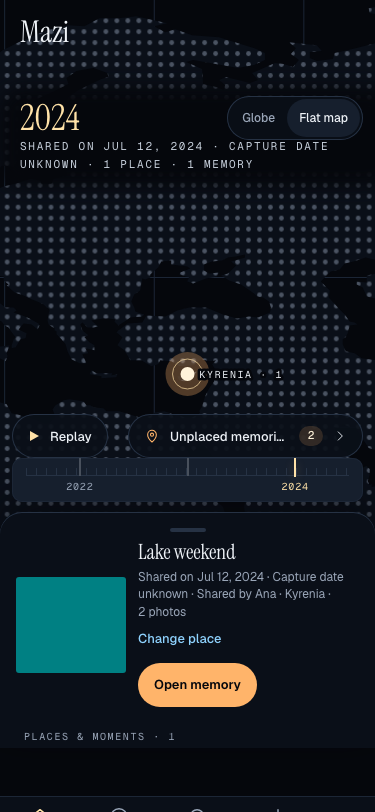 Mazi
2024
Globe
Flat map
SHARED ON JUL 12, 2024 · CAPTURE DATE
UNKNOWN · 1 PLACE · 1 MEMORY
KYRENIA · 1
Replay
Unplaced memori...
2
2022
2024
Lake weekend
Shared on Jul 12, 2024 · Capture date
unknown · Shared by Ana · Kyrenia ·
2 photos
Change place
Open memory
PLACES & MOMENTS · 1